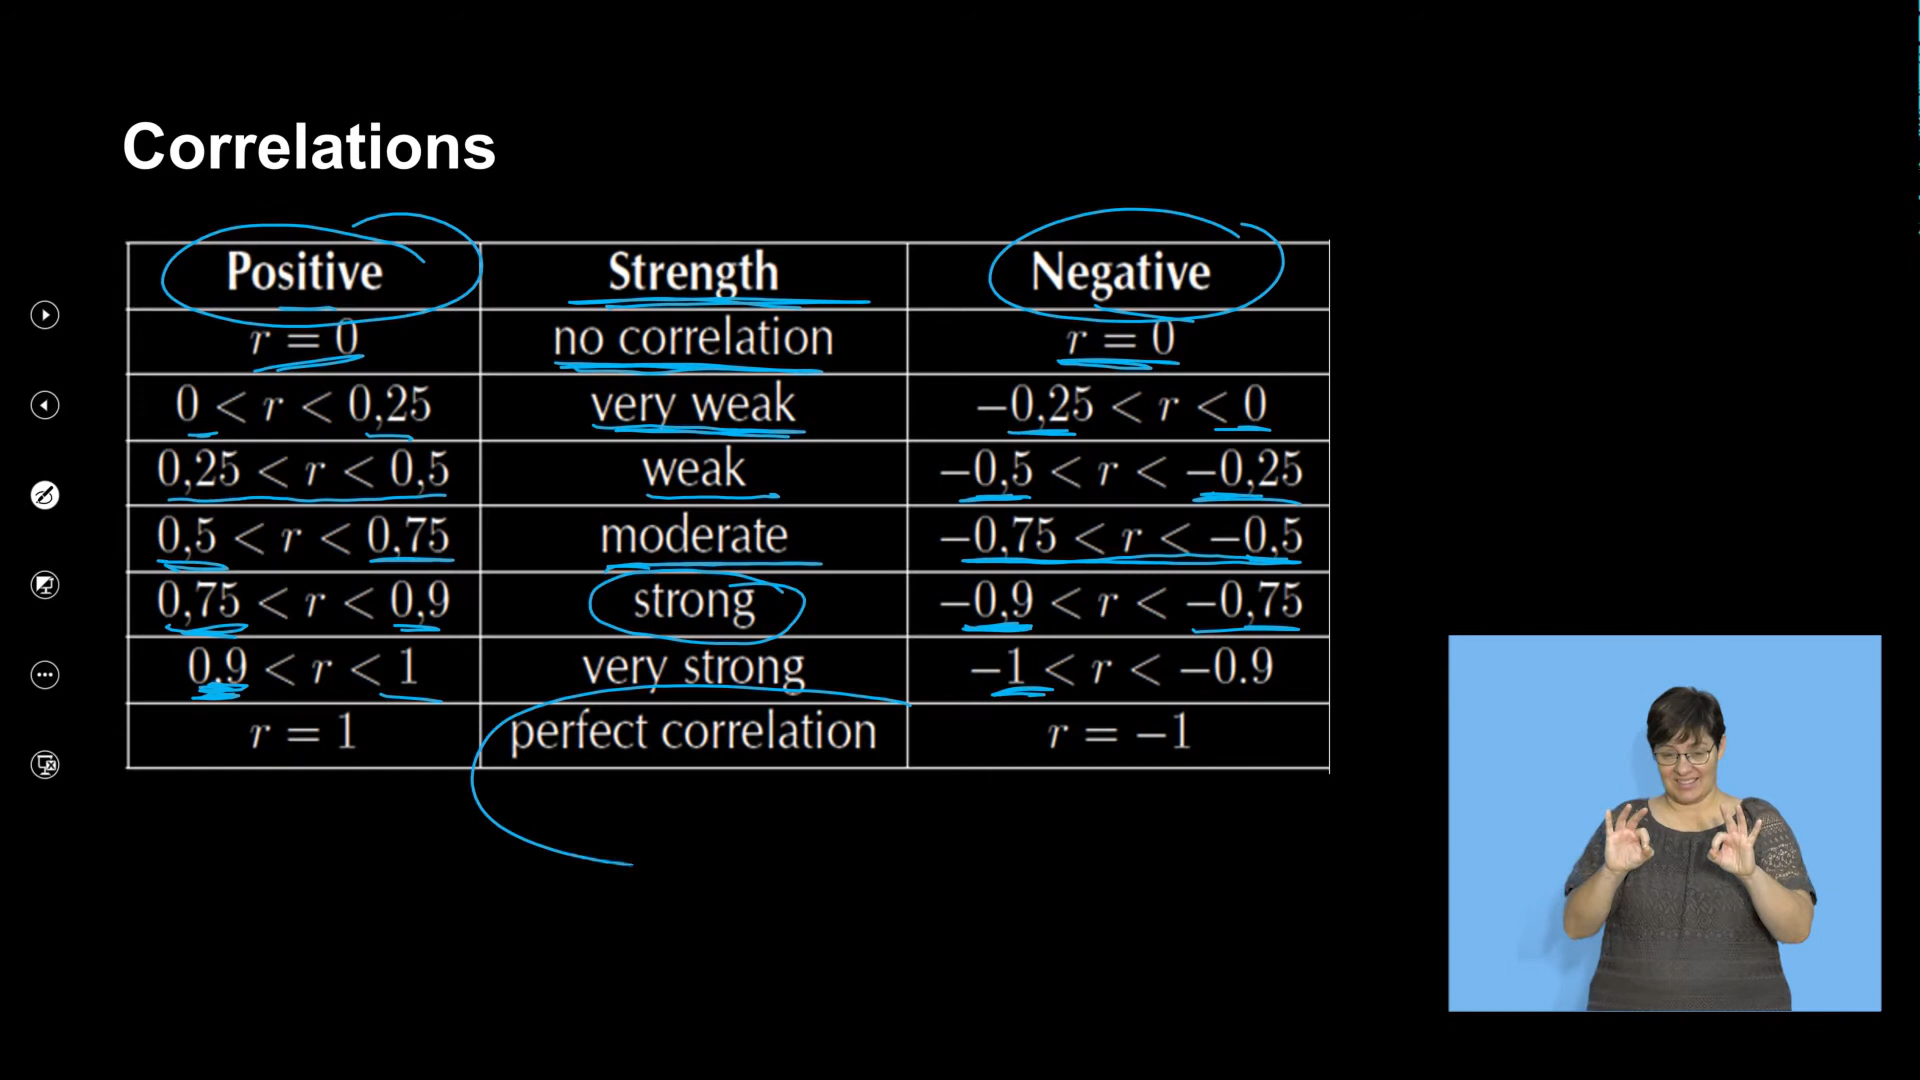 Correlations
Positive Strength Negative
r = 0 no correlation r = 0
0 < r < 0,25 very weak −0,25 < r < 0
0,25 < r < 0,5 weak −0,5 < r < −0,25
0,5 < r < 0,75 moderate −0,75 < r < −0,5
0,75 < r < 0,9 strong −0,9 < r < −0,75
0.9 < r < 1 very strong −1 < r < −0.9
r = 1 perfect correlation r = −1